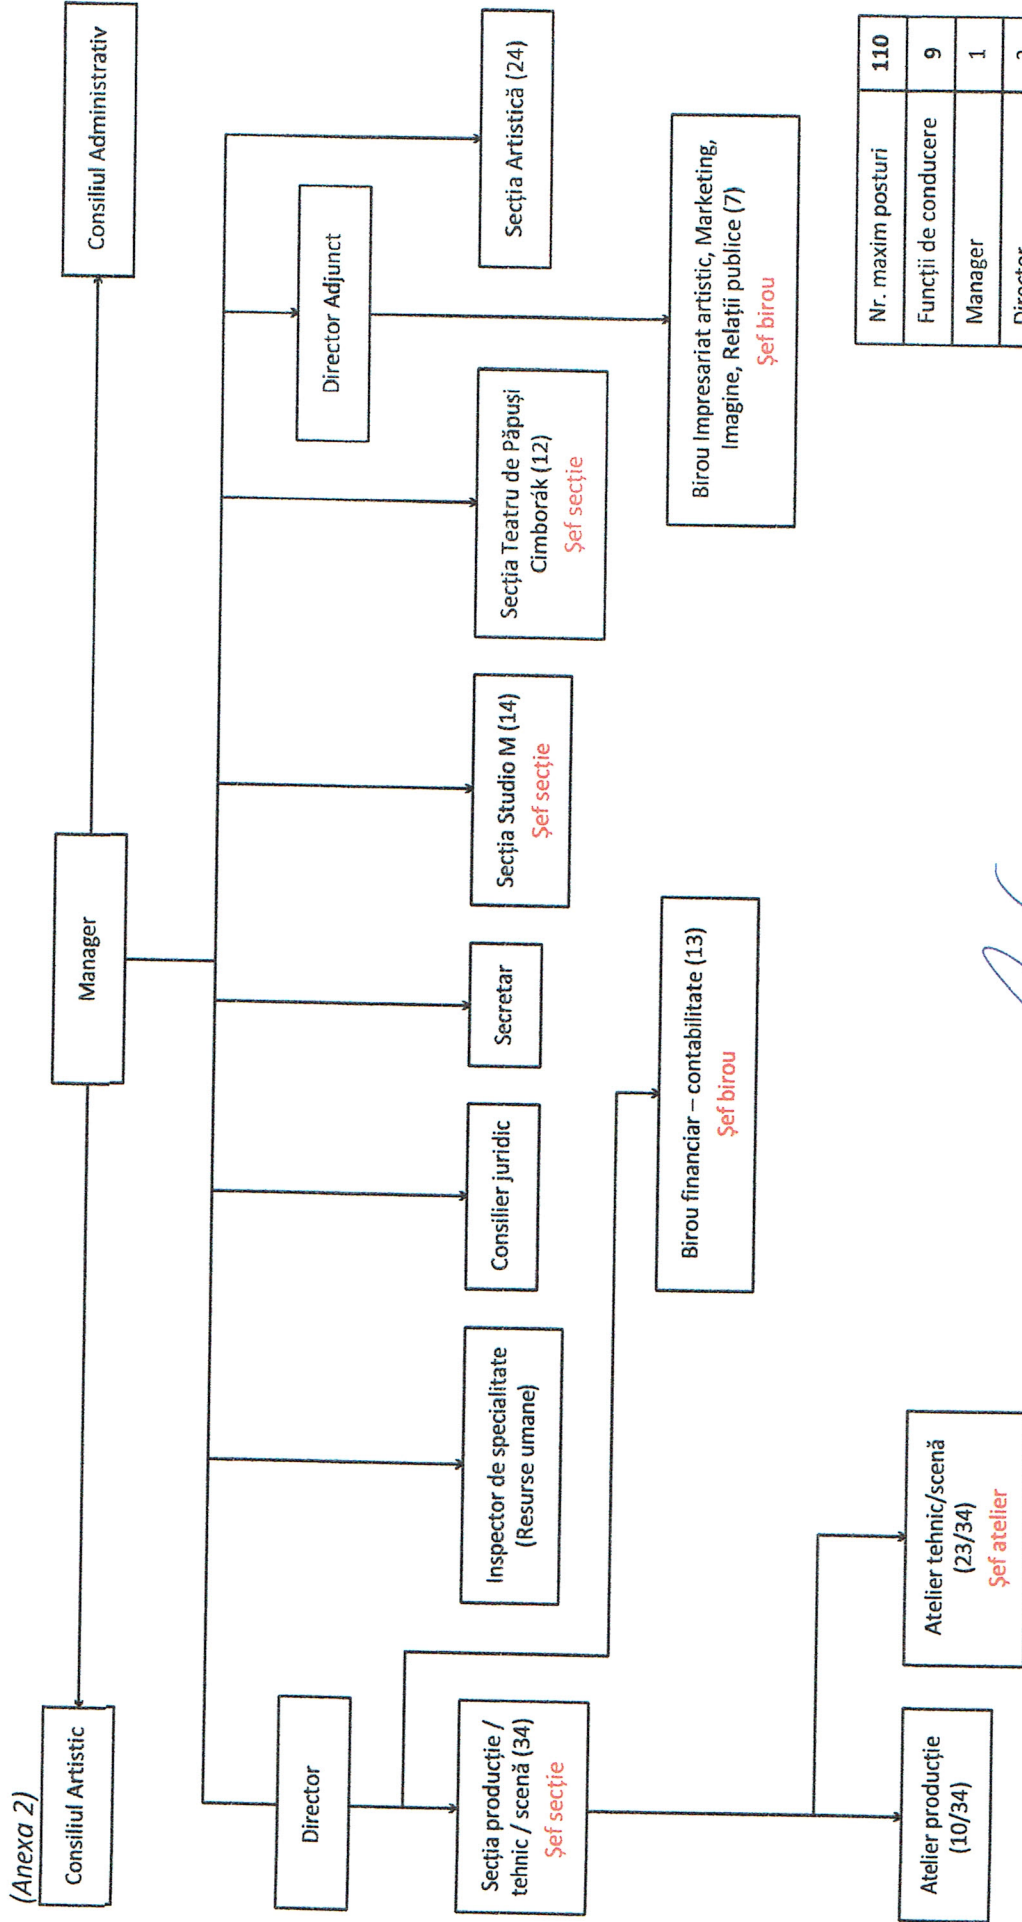 (Anexa 2)
Consiliul Artistic
Manager
Consiliul Administrativ
Director
Director Adjunct
Secția producție /
tehnic / scenă (34)
Șef secție
Inspector de specialitate
(Resurse umane)
Consilier juridic
Secretar
Secția Studio M (14)
Șef secție
Secția Teatru de Păpuși
Cimborák (12)
Șef secție
Secția Artistică (24)
Birou financiar – contabilitate (13)
Șef birou
Birou Impresariat artistic, Marketing,
Imagine, Relații publice (7)
Șef birou
Atelier producție
(10/34)
Atelier tehnic/scenă
(23/34)
Șef atelier
Nr. maxim posturi 110
Funcții de conducere 9
Manager 1
Director